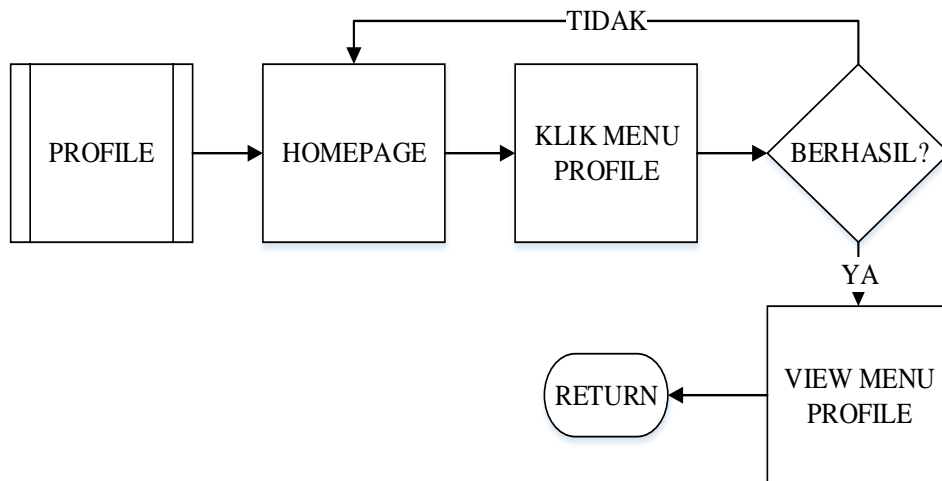 TIDAK
PROFILE
HOMEPAGE
KLIK MENU
PROFILE
BERHASIL?
YA
VIEW MENU
PROFILE
RETURN